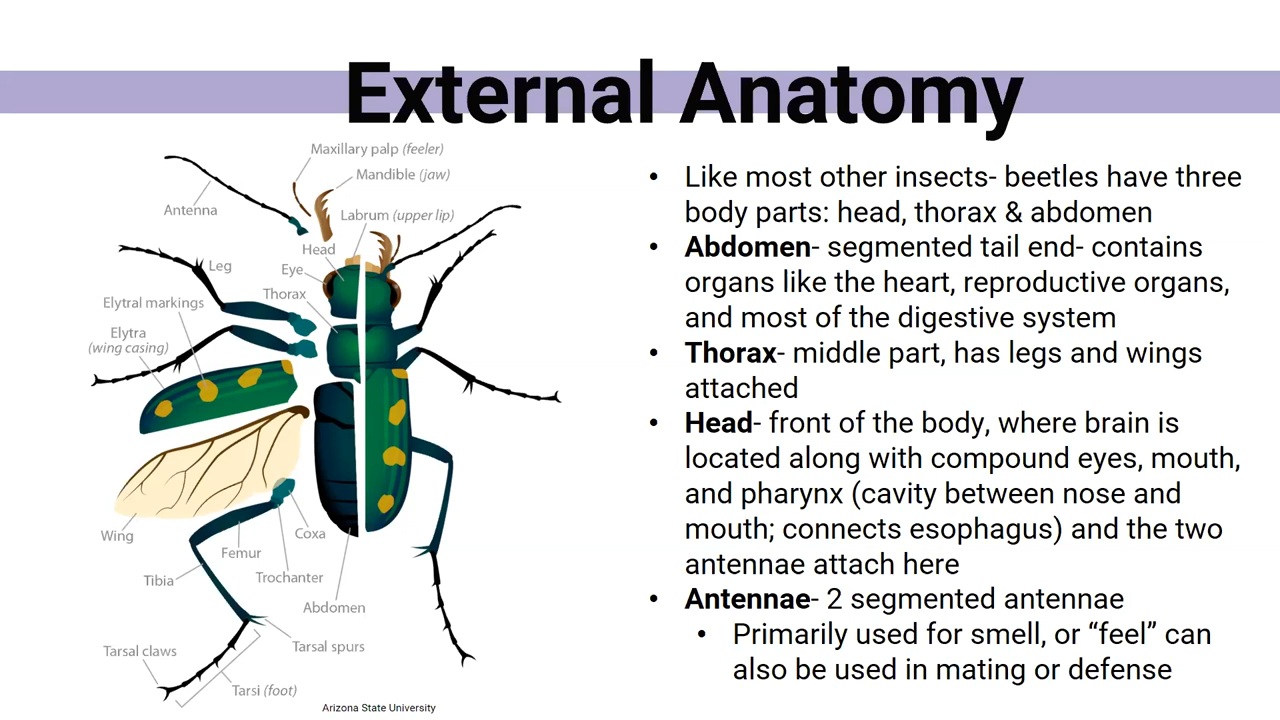 External Anatomy
Maxillary palp (feeler)
Mandible (jaw)
Antenna
Labrum (upper lip)
Head
Leg
Eye
Thorax
Elytral markings
Elytra
(wing casing)
Wing
Coxa
Femur
Tibia
Trochanter
Abdomen
Tarsal spurs
Tarsal claws
Tarsi (foot)
Arizona State University
• Like most other insects- beetles have three
body parts: head, thorax & abdomen
• Abdomen- segmented tail end- contains
organs like the heart, reproductive organs,
and most of the digestive system
• Thorax- middle part, has legs and wings
attached
• Head- front of the body, where brain is
located along with compound eyes, mouth,
and pharynx (cavity between nose and
mouth; connects esophagus) and the two
antennae attach here
• Antennae- 2 segmented antennae
• Primarily used for smell, or “feel” can
also be used in mating or defense